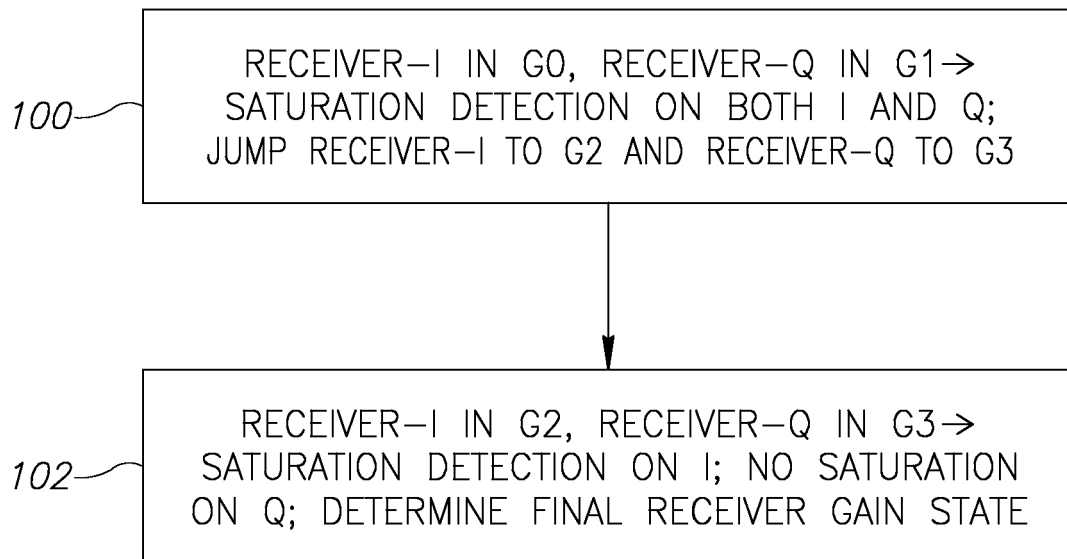 RECEIVER-I IN G0, RECEIVER-Q IN G1→
100
SATURATION DETECTION ON BOTH I AND Q;
JUMP RECEIVER-I TO G2 AND RECEIVER-Q TO G3
RECEIVER-I IN G2, RECEIVER-Q IN G3→
102
SATURATION DETECTION ON I; NO SATURATION
ON Q; DETERMINE FINAL RECEIVER GAIN STATE